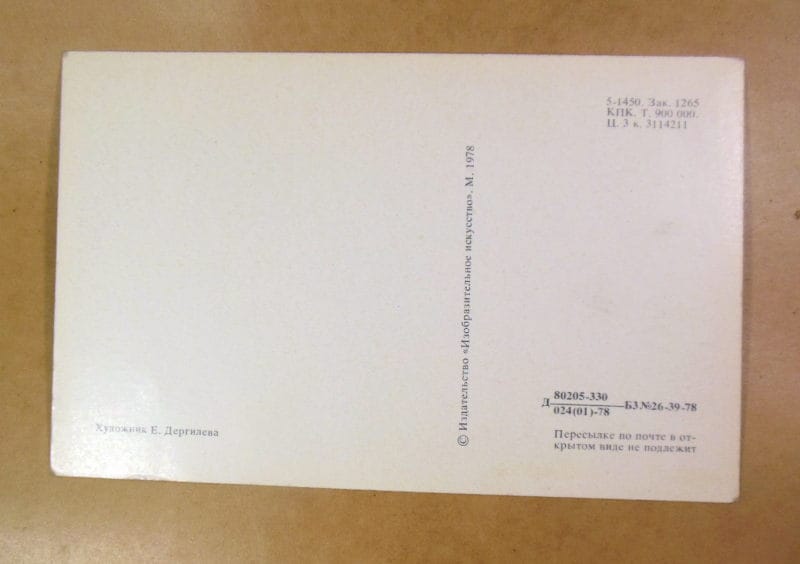 5-1450. Зак. 1265
КПК. Т. 900 000.
Ц. 3 к. 3114211
© Издательство «Изобразительное искусство». М. 1978
Д 80205-330 БЗ №26-39-78
024(01)-78
Пересылке по почте в от-
крытом виде не подлежит
Художник Е. Дергилева